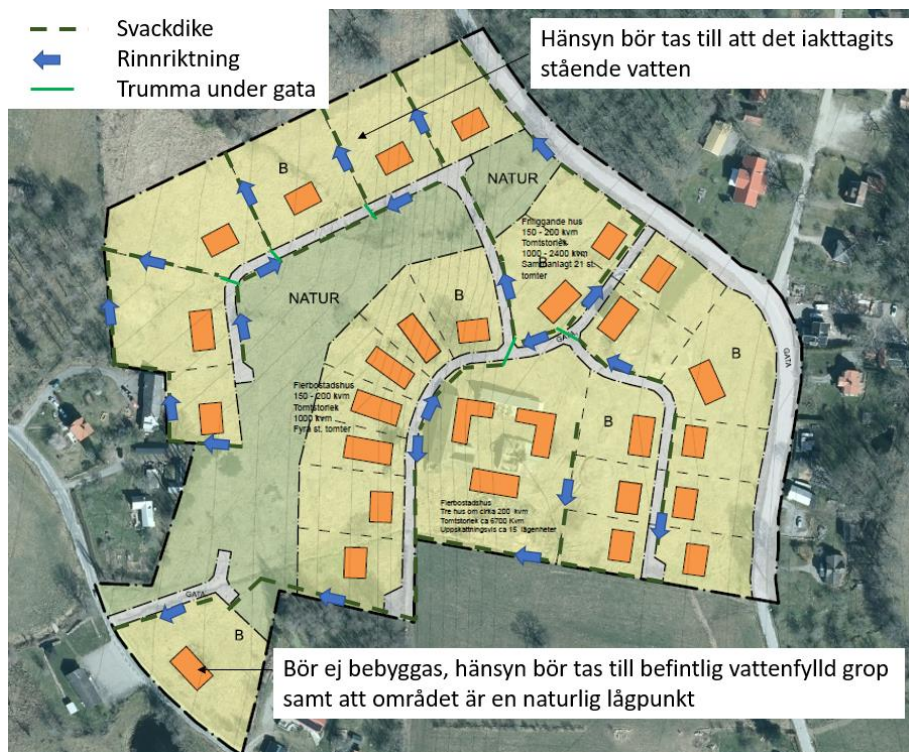 Svackdike
Rinnriktning
Trumma under gata
Hänsyn bör tas till att det iakttagits
stående vatten
B
NATUR
Friliggande hus
150 - 200 kvm
Tomtstorlek
1000 - 2400 kvm
Sammanlagt 21 st.
tomter
B
NATUR
B
GATA
B
GATA
Flerbostadshus
150 - 200 kvm
Tomtstorlek
1000 kvm
Fyra st. tomter
B
Flerbostadshus
Tre hus om cirka 200 kvm
Tomtstorlek ca 6700 Kvm
Uppskattningsvis ca 15 lägenheter
GATA
B
B
Bör ej bebyggas, hänsyn bör tas till befintlig vattenfylld grop
samt att området är en naturlig lågpunkt